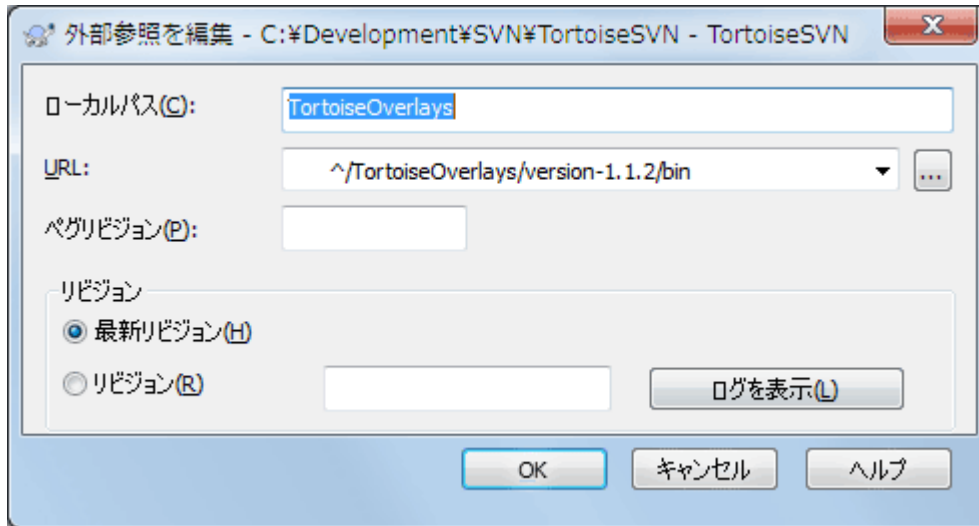 外部参照を編集 - C:¥Development¥SVN¥TortoiseSVN - TortoiseSVN
ローカルパス(C):
TortoiseOverlays
URL:
^/TortoiseOverlays/version-1.1.2/bin
...
ペグリビジョン(P):
リビジョン
最新リビジョン(H)
リビジョン(R)
ログを表示(L)
OK
キャンセル
ヘルプ